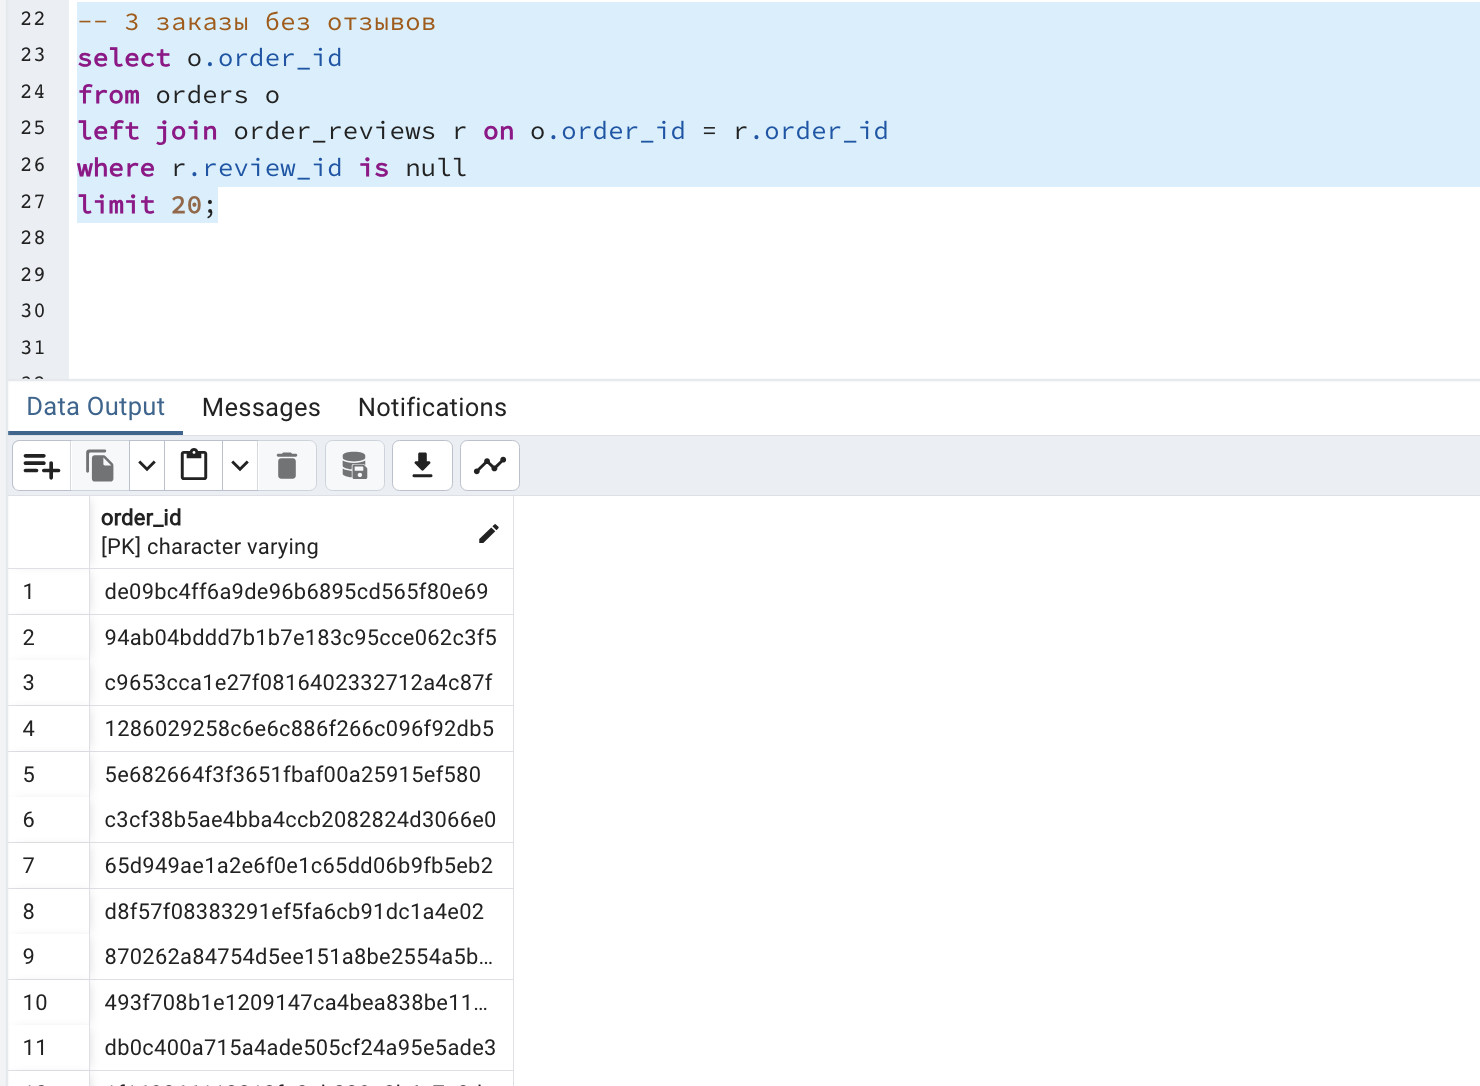 22 -- 3 заказы без отзывов
23 select o.order_id
24 from orders o
25 left join order_reviews r on o.order_id = r.order_id
26 where r.review_id is null
27 limit 20;
28
29
30
31
Data Output Messages Notifications
order_id
[PK] character varying
1 de09bc4ff6a9de96b6895cd565f80e69
2 94ab04bddd7b1b7e183c95cce062c3f5
3 c9653cca1e27f0816402332712a4c87f
4 1286029258c6e6c886f266c096f92db5
5 5e682664f3f3651fbaf00a25915ef580
6 c3cf38b5ae4bba4ccb2082824d3066e0
7 65d949ae1a2e6f0e1c65dd06b9fb5eb2
8 d8f57f08383291ef5fa6cb91dc1a4e02
9 870262a84754d5ee151a8be2554a5b…
10 493f708b1e1209147ca4bea838be11…
11 db0c400a715a4ade505cf24a95e5ade3